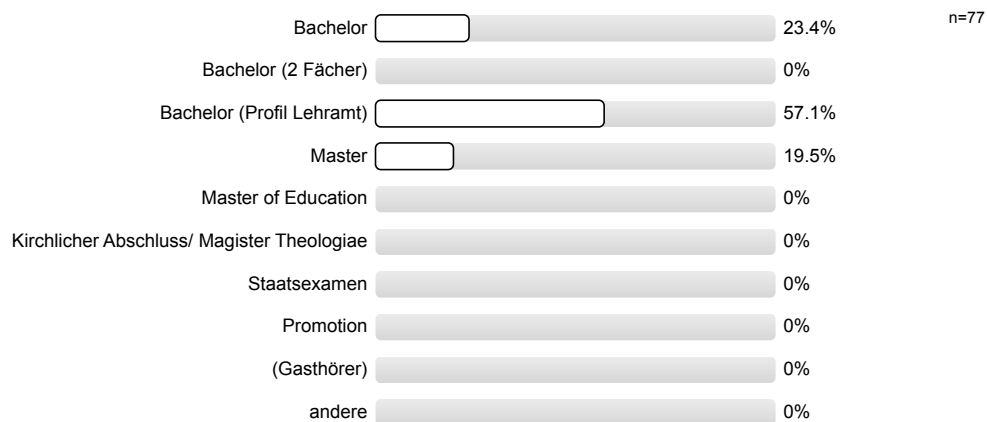 Bachelor 23.4% n=77
Bachelor (2 Fächer) 0%
Bachelor (Profil Lehramt) 57.1%
Master 19.5%
Master of Education 0%
Kirchlicher Abschluss/ Magister Theologiae 0%
Staatsexamen 0%
Promotion 0%
(Gasthörer) 0%
andere 0%